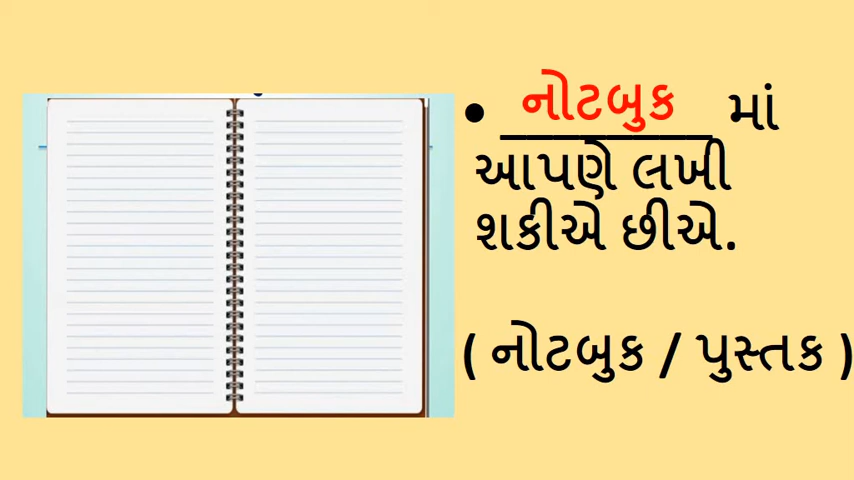 • નોટબુક માં
આપણે લખી
શકીએ છીએ.
( નોટબુક / પુસ્તક )